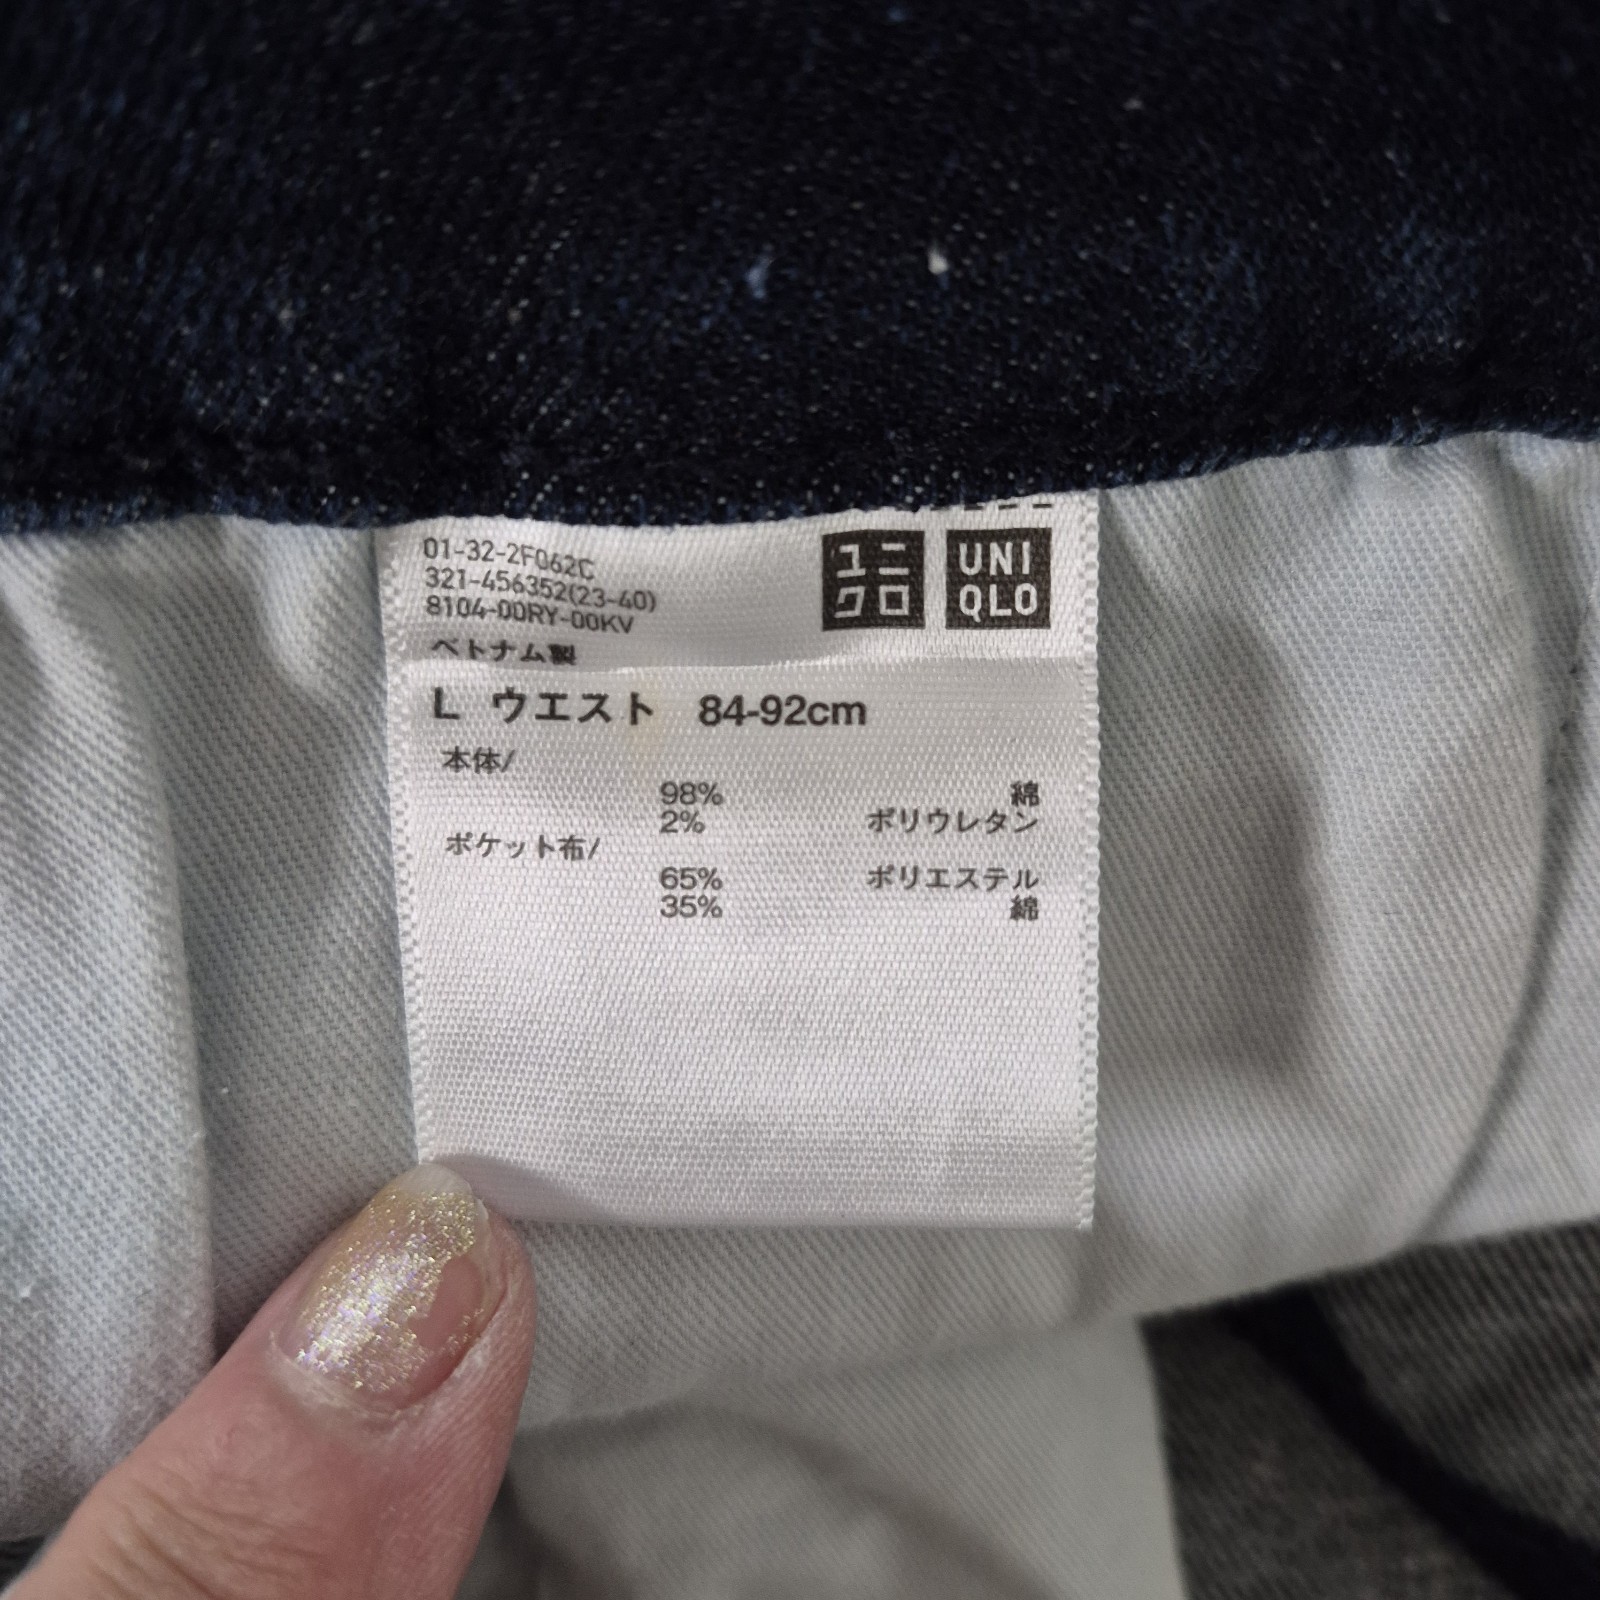 01-32-2F062C
321-456352(23-40)
8104-00RY-00KV
ユニ
クロ
UNI
QLO
ベトナム製
L ウエスト 84-92cm
本体/
98% 綿
2% ポリウレタン
ポケット布/
65% ポリエステル
35% 綿